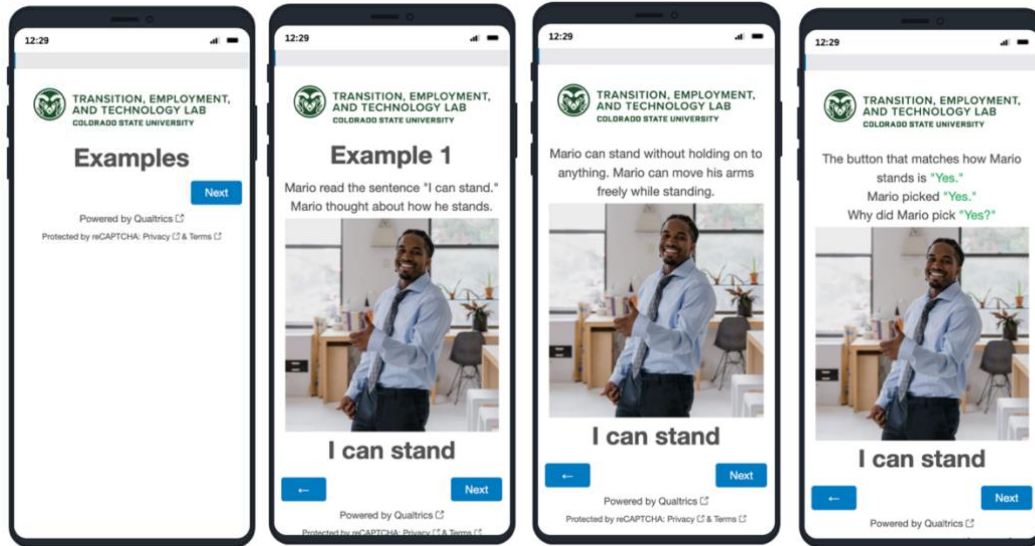 12:29
TRANSITION, EMPLOYMENT,
AND TECHNOLOGY LAB
COLORADO STATE UNIVERSITY
Examples
Next
Powered by Qualtrics
Protected by reCAPTCHA: Privacy & Terms
12:29
TRANSITION, EMPLOYMENT,
AND TECHNOLOGY LAB
COLORADO STATE UNIVERSITY
Example 1
Mario read the sentence "I can stand."
Mario thought about how he stands.
I can stand
←
Next
Powered by Qualtrics
Protected by reCAPTCHA: Privacy & Terms
12:29
TRANSITION, EMPLOYMENT,
AND TECHNOLOGY LAB
COLORADO STATE UNIVERSITY
Mario can stand without holding on to
anything. Mario can move his arms
freely while standing.
I can stand
←
Next
Powered by Qualtrics
Protected by reCAPTCHA: Privacy & Terms
12:29
TRANSITION, EMPLOYMENT,
AND TECHNOLOGY LAB
COLORADO STATE UNIVERSITY
The button that matches how Mario
stands is "Yes."
Mario picked "Yes."
Why did Mario pick "Yes?"
I can stand
←
Next
Powered by Qualtrics